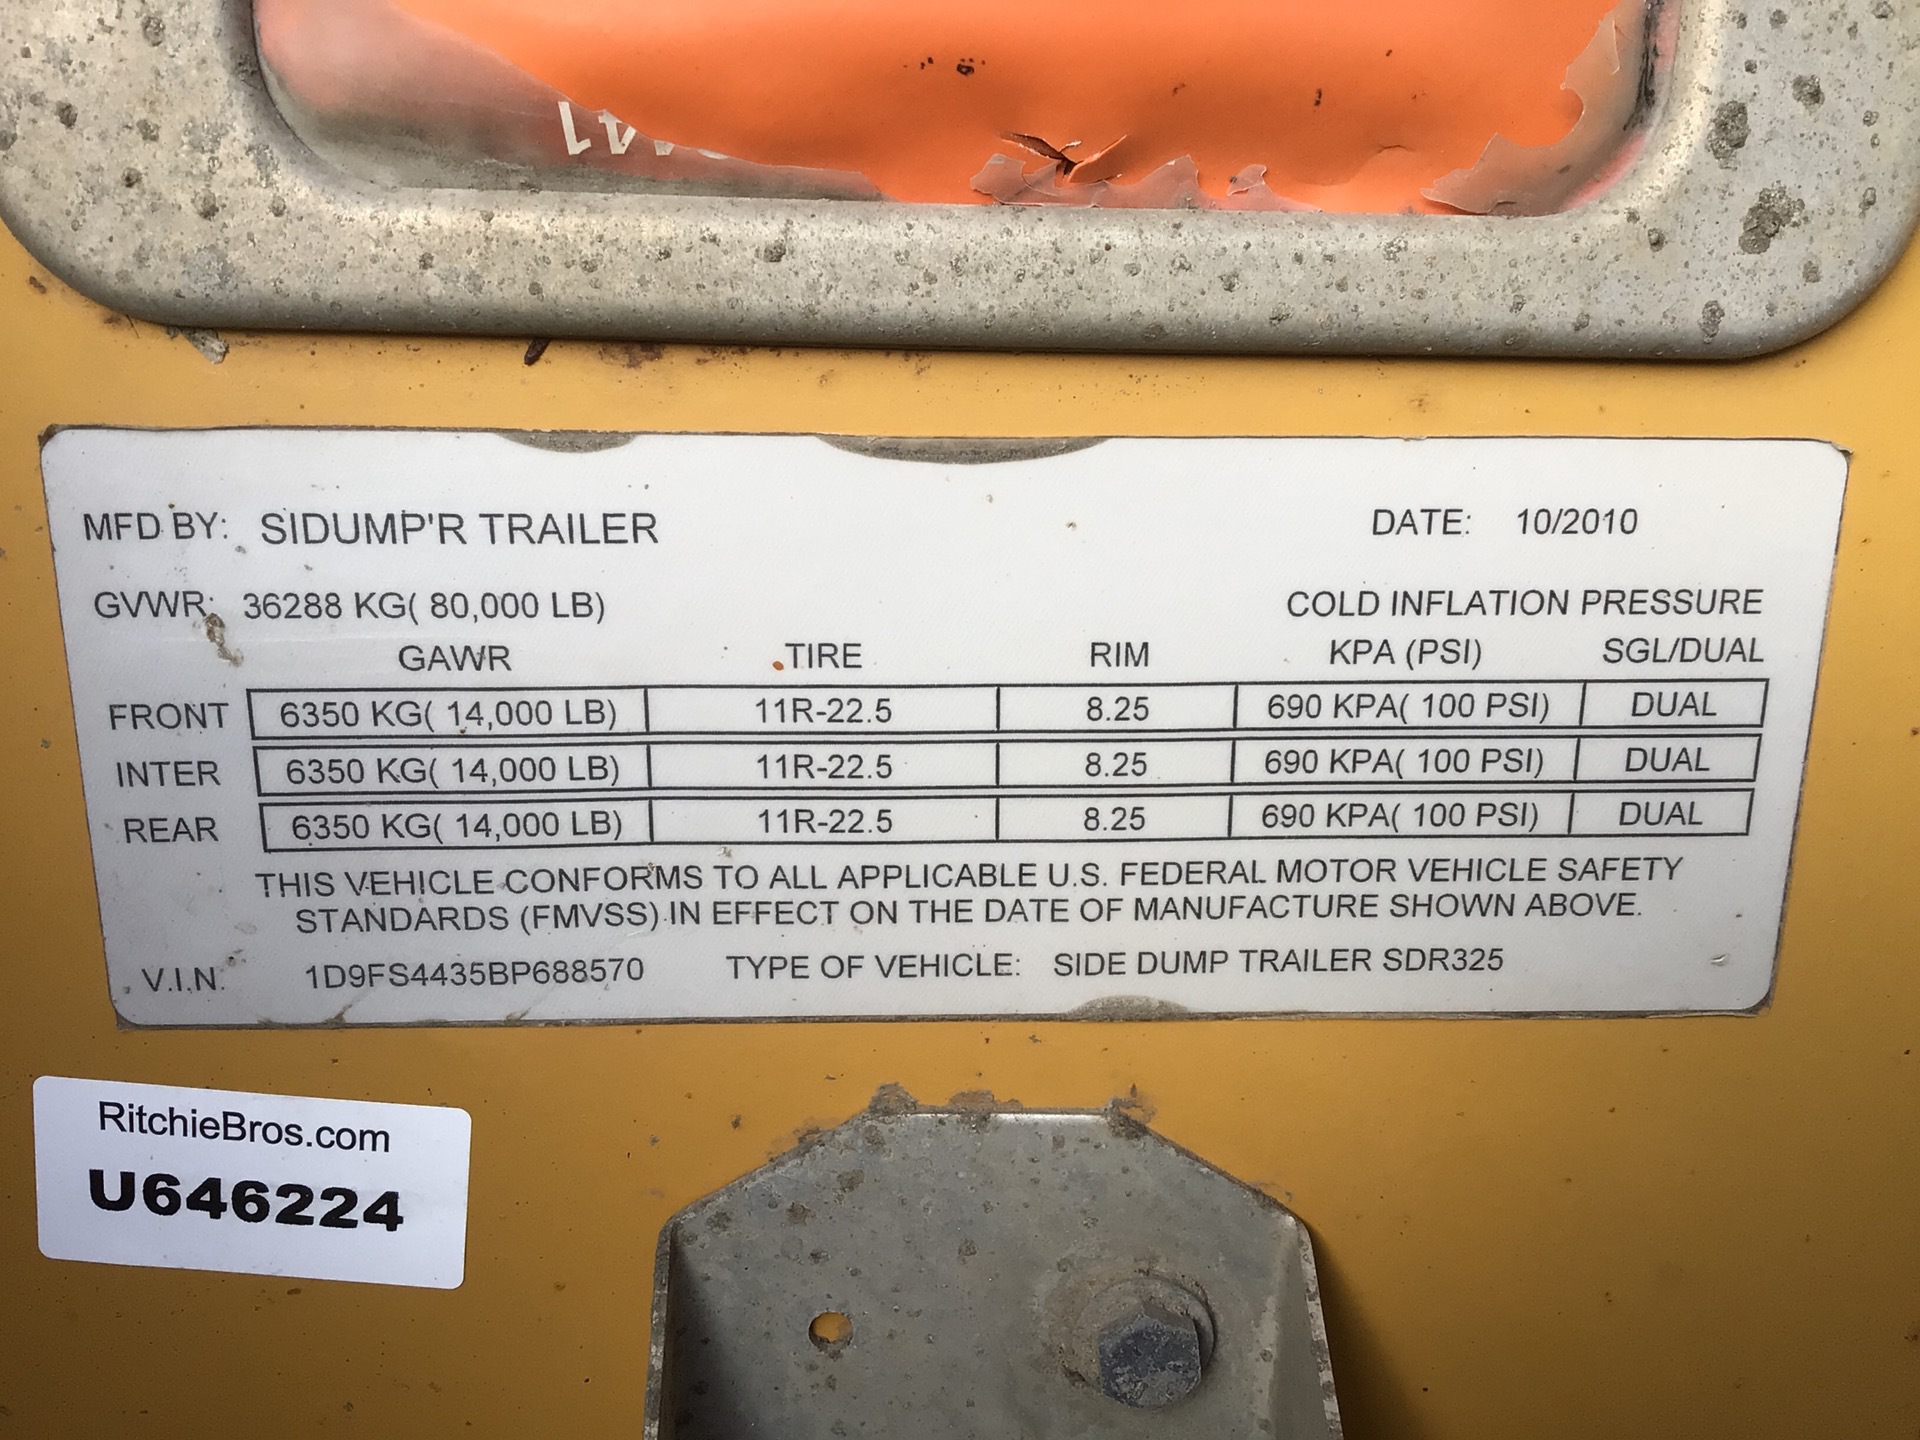 41
MFD BY: SIDUMP'R TRAILER DATE: 10/2010
GVWR: 36288 KG( 80,000 LB) COLD INFLATION PRESSURE
GAWR TIRE RIM KPA (PSI) SGL/DUAL
FRONT 6350 KG( 14,000 LB) 11R-22.5 8.25 690 KPA( 100 PSI) DUAL
INTER 6350 KG( 14,000 LB) 11R-22.5 8.25 690 KPA( 100 PSI) DUAL
REAR 6350 KG( 14,000 LB) 11R-22.5 8.25 690 KPA( 100 PSI) DUAL
THIS VEHICLE CONFORMS TO ALL APPLICABLE U.S. FEDERAL MOTOR VEHICLE SAFETY
STANDARDS (FMVSS) IN EFFECT ON THE DATE OF MANUFACTURE SHOWN ABOVE.
V.I.N. 1D9FS4435BP688570 TYPE OF VEHICLE: SIDE DUMP TRAILER SDR325
RitchieBros.com
U646224